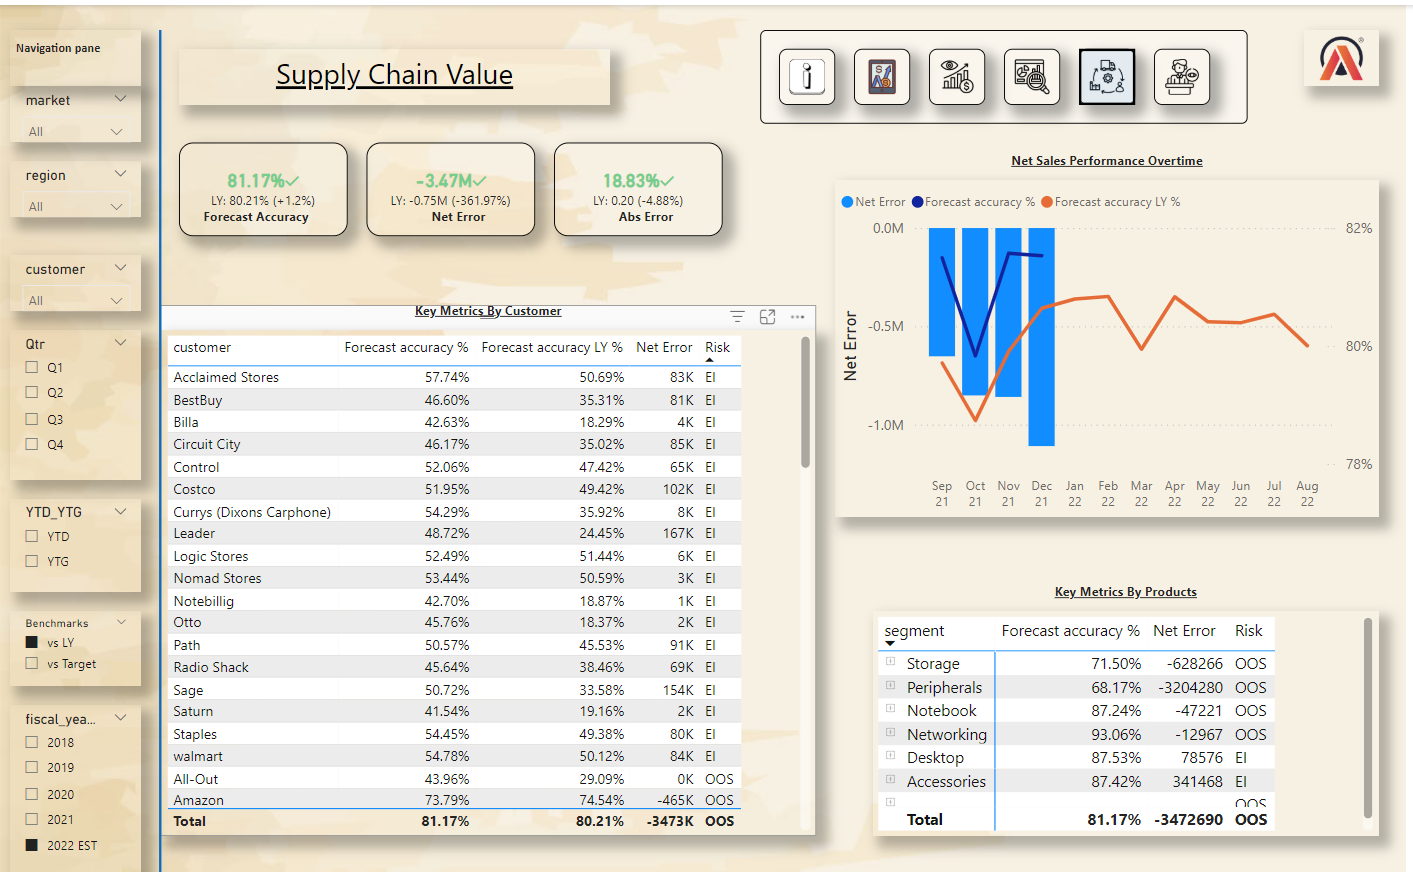 Navigation pane
market
All
region
All
customer
All
Qtr
Q1
Q2
Q3
Q4
YTD_YTG
YTD
YTG
Benchmarks
vs LY
vs Target
fiscal_yea...
2018
2019
2020
2021
2022 EST
Supply Chain Value
81.17%
LY: 80.21% (+1.2%)
Forecast Accuracy
-3.47M
LY: -0.75M (-361.97%)
Net Error
18.83%
LY: 0.20 (-4.88%)
Abs Error
Key Metrics By Customer
customer Forecast accuracy % Forecast accuracy LY % Net Error Risk
Acclaimed Stores 57.74% 50.69% 83K EI
BestBuy 46.60% 35.31% 81K EI
Billa 42.63% 18.29% 4K EI
Circuit City 46.17% 35.02% 85K EI
Control 52.06% 47.42% 65K EI
Costco 51.95% 49.42% 102K EI
Currys (Dixons Carphone) 54.29% 35.92% 8K EI
Leader 48.72% 24.45% 167K EI
Logic Stores 52.49% 51.44% 6K EI
Nomad Stores 53.44% 50.59% 3K EI
Notebillig 42.70% 18.87% 1K EI
Otto 45.76% 18.37% 2K EI
Path 50.57% 45.53% 91K EI
Radio Shack 45.64% 38.46% 69K EI
Sage 50.72% 33.58% 154K EI
Saturn 41.54% 19.16% 2K EI
Staples 54.45% 49.38% 80K EI
walmart 54.78% 50.12% 84K EI
All-Out 43.96% 29.09% 0K OOS
Amazon 73.79% 74.54% -465K OOS
Total 81.17% 80.21% -3473K OOS
Net Sales Performance Overtime
Net Error Forecast accuracy % Forecast accuracy LY %
0.0M 82%
-0.5M 80%
-1.0M
78%
Net Error
Sep Oct Nov Dec Jan Feb Mar Apr May Jun Jul Aug
21 21 21 21 22 22 22 22 22 22 22 22
Key Metrics By Products
segment Forecast accuracy % Net Error Risk
Storage 71.50% -628266 OOS
Peripherals 68.17% -3204280 OOS
Notebook 87.24% -47221 OOS
Networking 93.06% -12967 OOS
Desktop 87.53% 78576 EI
Accessories 87.42% 341468 EI
OOS
Total 81.17% -3472690 OOS